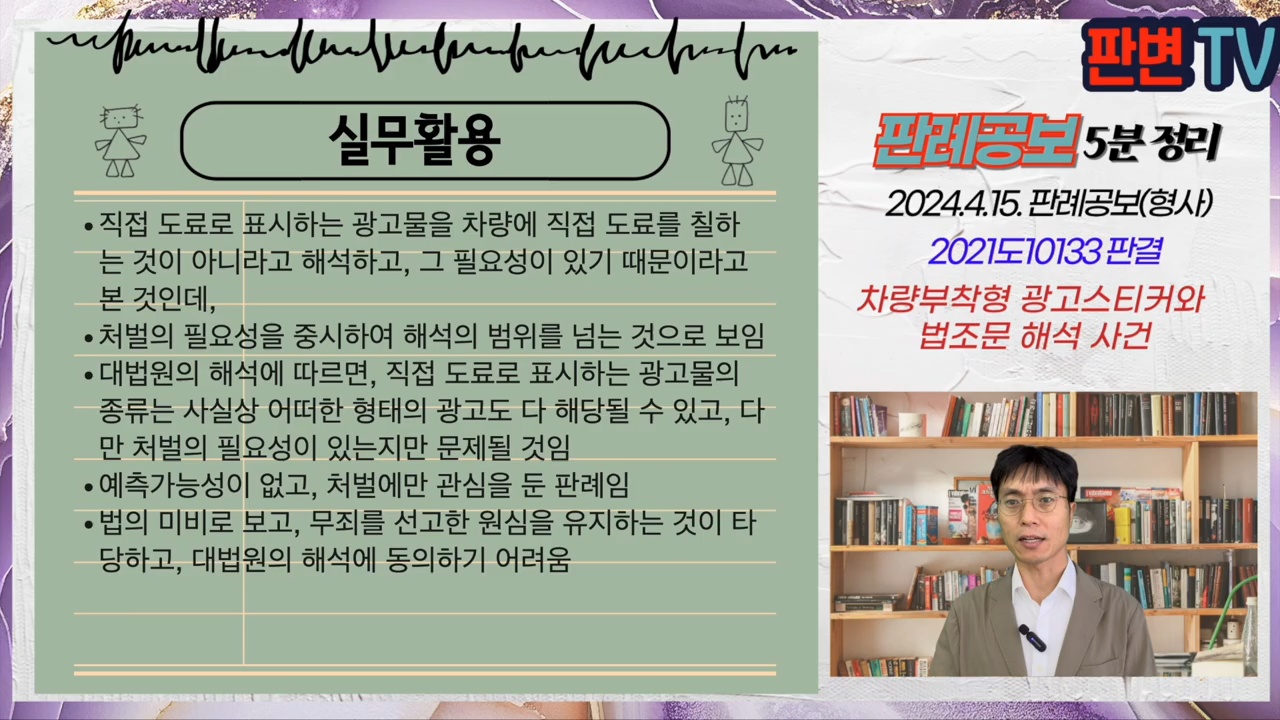 실무활용
• 직접 도료로 표시하는 광고물을 차량에 직접 도료를 칠하
는 것이 아니라고 해석하고, 그 필요성이 있기 때문이라고
본 것인데,
• 처벌의 필요성을 중시하여 해석의 범위를 넘는 것으로 보임
• 대법원의 해석에 따르면, 직접 도료로 표시하는 광고물의
종류는 사실상 어떠한 형태의 광고도 다 해당될 수 있고, 다
만 처벌의 필요성이 있는지만 문제될 것임
• 예측가능성이 없고, 처벌에만 관심을 둔 판례임
• 법의 미비로 보고, 무죄를 선고한 원심을 유지하는 것이 타
당하고, 대법원의 해석에 동의하기 어려움
판변 TV
판례공보 5분 정리
2024.4.15. 판례공보(형사)
2021도10133 판결
차량부착형 광고스티커와
법조문 해석 사건